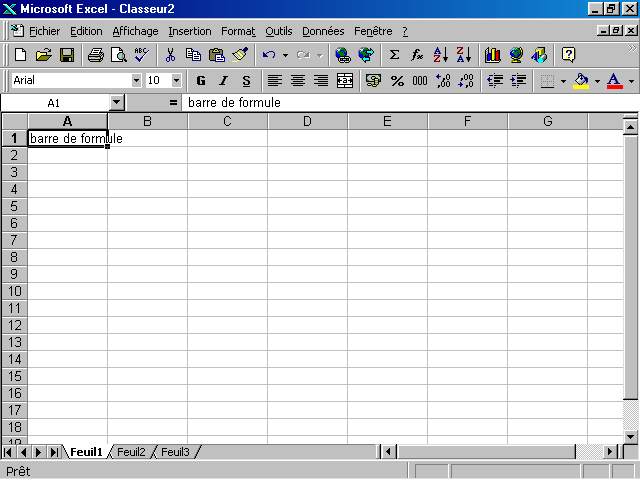 Microsoft Excel - Classeur2
Fichier Edition Affichage Insertion Format Outils Données Fenêtre ?
Arial 10 G I S % 000
A1 = barre de formule
A B C D E F G
1 barre de formule
2
3
4
5
6
7
8
9
10
11
12
13
14
15
16
17
18
19
Feuil1 Feuil2 Feuil3
Prêt